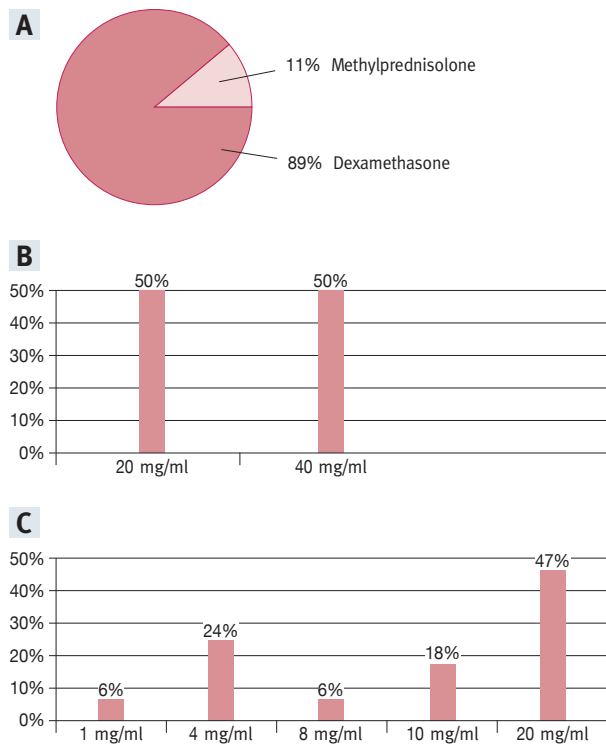 A
11% Methylprednisolone
89% Dexamethasone
B
50% 50%
50%
40%
30%
20%
10%
0%
20 mg/ml 40 mg/ml
C
50%
47%
40%
30%
24%
20%
18%
10%
6% 6%
0%
1 mg/ml 4 mg/ml 8 mg/ml 10 mg/ml 20 mg/ml